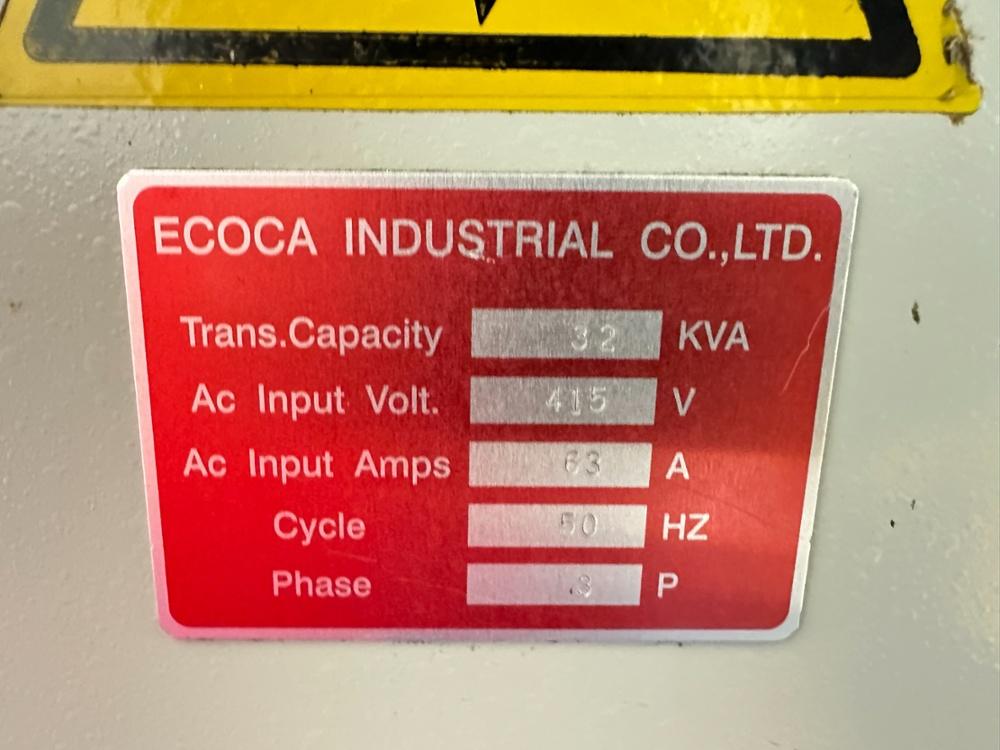 ECOCA INDUSTRIAL CO.,LTD.
Trans.Capacity 32 KVA
Ac Input Volt. 415 V
Ac Input Amps 63 A
Cycle 50 HZ
Phase 3 P